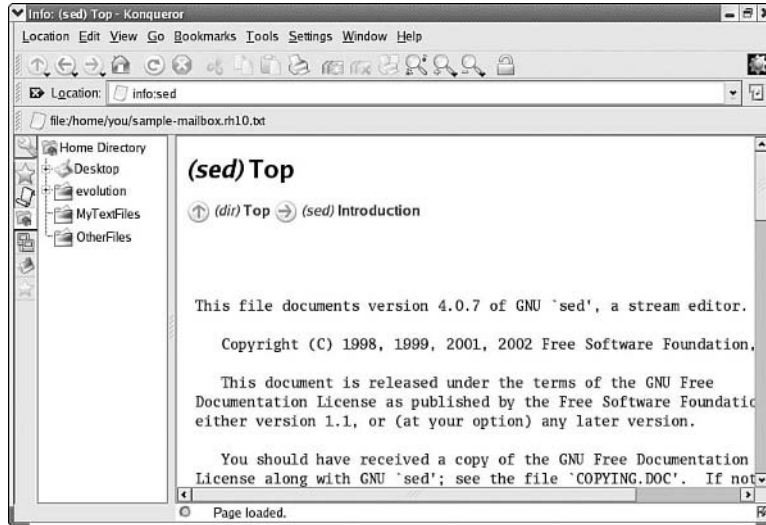 Info: (sed) Top - Konqueror
Location Edit View Go Bookmarks Tools Settings Window Help
Location: info:sed
file:/home/you/sample-mailbox.rh10.txt
Home Directory
Desktop
evolution
MyTextFiles
OtherFiles
(sed) Top
(dir) Top (sed) Introduction
This file documents version 4.0.7 of GNU `sed', a stream editor.
Copyright (C) 1998, 1999, 2001, 2002 Free Software Foundation,
This document is released under the terms of the GNU Free
Documentation License as published by the Free Software Foundatio
either version 1.1, or (at your option) any later version.
You should have received a copy of the GNU Free Documentation
License along with GNU `sed'; see the file `COPYING.DOC'. If not
Page loaded.